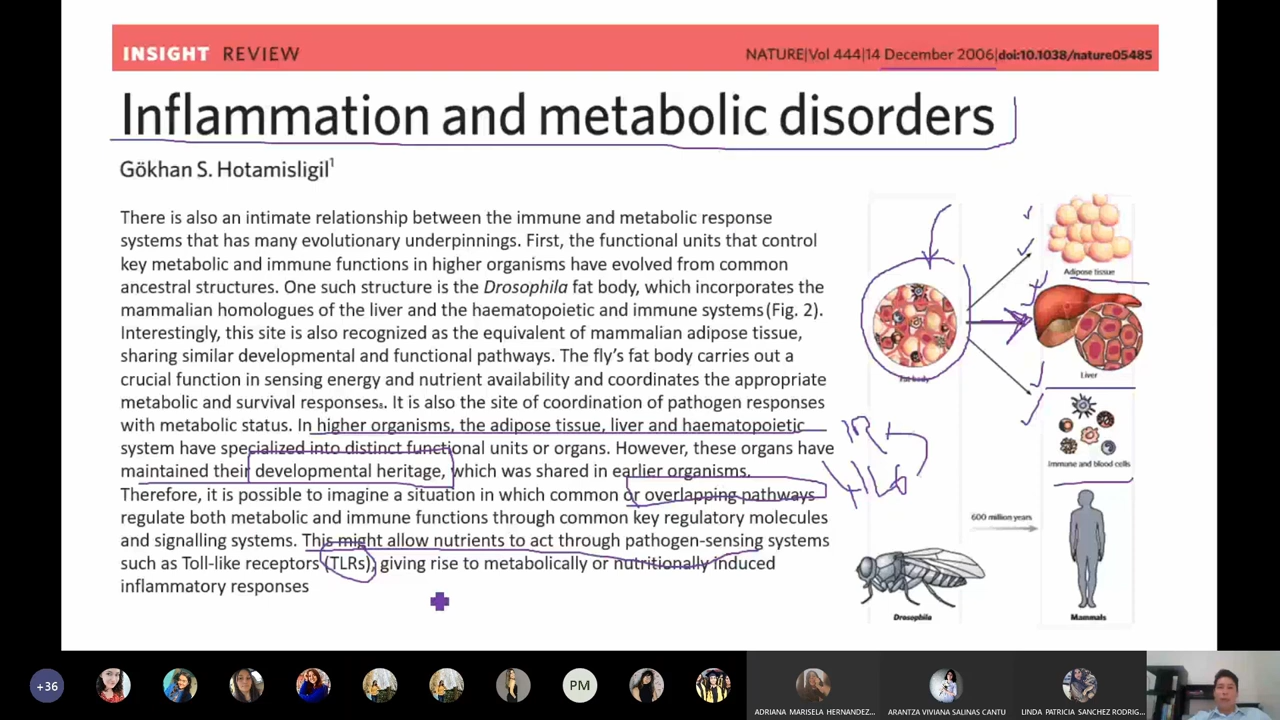 INSIGHT REVIEW
NATURE|Vol 444|14 December 2006|doi:10.1038/nature05485
Inflammation and metabolic disorders
Gökhan S. Hotamisligil1
There is also an intimate relationship between the immune and metabolic response
systems that has many evolutionary underpinnings. First, the functional units that control
key metabolic and immune functions in higher organisms have evolved from common
ancestral structures. One such structure is the Drosophila fat body, which incorporates the
mammalian homologues of the liver and the haematopoietic and immune systems (Fig. 2).
Interestingly, this site is also recognized as the equivalent of mammalian adipose tissue,
sharing similar developmental and functional pathways. The fly's fat body carries out a
crucial function in sensing energy and nutrient availability and coordinates the appropriate
metabolic and survival responses8. It is also the site of coordination of pathogen responses
with metabolic status. In higher organisms, the adipose tissue, liver and haematopoietic
system have specialized into distinct functional units or organs. However, these organs have
maintained their developmental heritage, which was shared in earlier organisms.
Therefore, it is possible to imagine a situation in which common or overlapping pathways
regulate both metabolic and immune functions through common key regulatory molecules
and signalling systems. This might allow nutrients to act through pathogen-sensing systems
such as Toll-like receptors (TLRs), giving rise to metabolically or nutritionally induced
inflammatory responses
Adipose tissue
Fat body
Liver
Immune and blood cells
600 million years
Drosophila
Mammals
+36
PM
ADRIANA MARISELA HERNANDEZ...
ARANTZA VIVIANA SALINAS CANTU
LINDA PATRICIA SANCHEZ RODRIG...